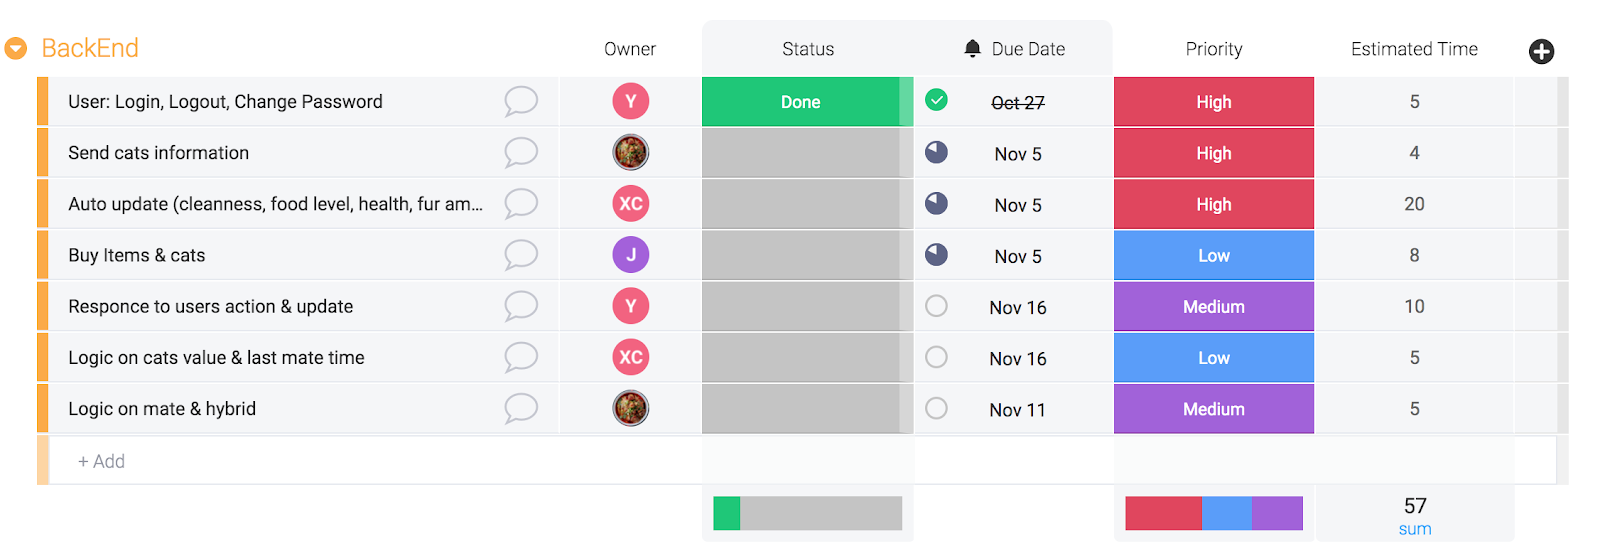 BackEnd Owner Status Due Date Priority Estimated Time
User: Login, Logout, Change Password Y Done Oct 27 High 5
Send cats information Nov 5 High 4
Auto update (cleanness, food level, health, fur am... XC Nov 5 High 20
Buy Items & cats J Nov 5 Low 8
Responce to users action & update Y Nov 16 Medium 10
Logic on cats value & last mate time XC Nov 16 Low 5
Logic on mate & hybrid Nov 11 Medium 5
+ Add
57
sum